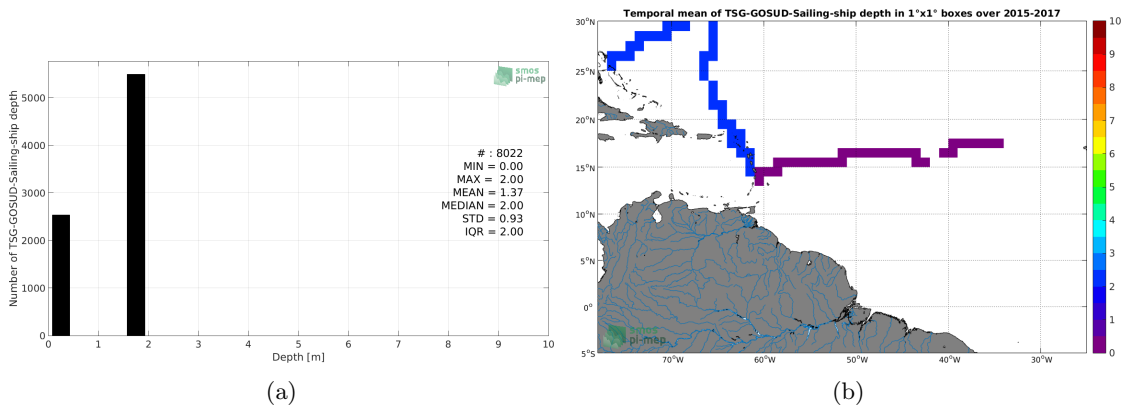 Number of TSG-GOSUD-Sailing-ship depth
5000
4000
3000
2000
1000
0
0 1 2 3 4 5 6 7 8 9 10
Depth [m]
smos
pi-mep
# : 8022
MIN = 0.00
MAX = 2.00
MEAN = 1.37
MEDIAN = 2.00
STD = 0.93
IQR = 2.00
(a)
Temporal mean of TSG-GOSUD-Sailing-ship depth in 1°x1° boxes over 2015-2017
30°N
25°N
20°N
15°N
10°N
5°N
0°
5°S
70°W 60°W 50°W 40°W 30°W
smos
pi-mep
10
9
8
7
6
5
4
3
2
1
0
(b)